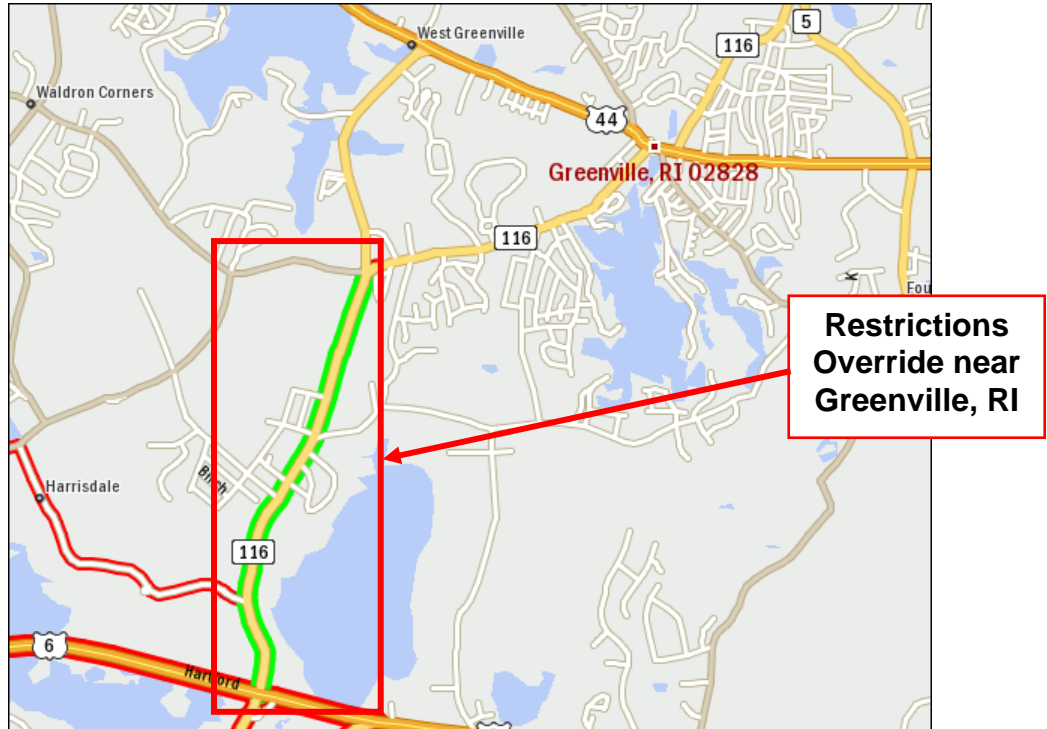 5
West Greenville
116
Waldron Corners
44
Greenville, RI 02828
116
K
Fou
Restrictions
Override near
Greenville, RI
Birch
Harrisdale
116
6
Hartford